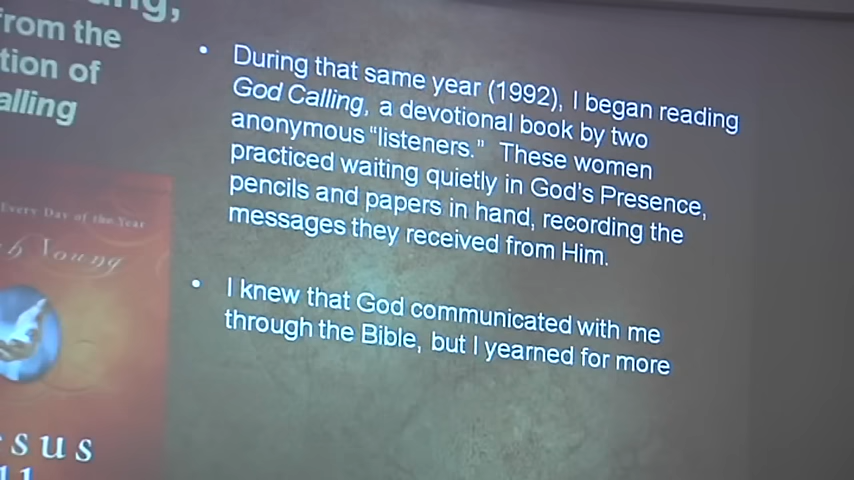 from the
tion of
alling
• During that same year (1992), I began reading
God Calling, a devotional book by two
anonymous “listeners.” These women
practiced waiting quietly in God's Presence,
pencils and papers in hand, recording the
messages they received from Him.
• I knew that God communicated with me
through the Bible, but I yearned for more
Every Day of the Year
h Young
sus